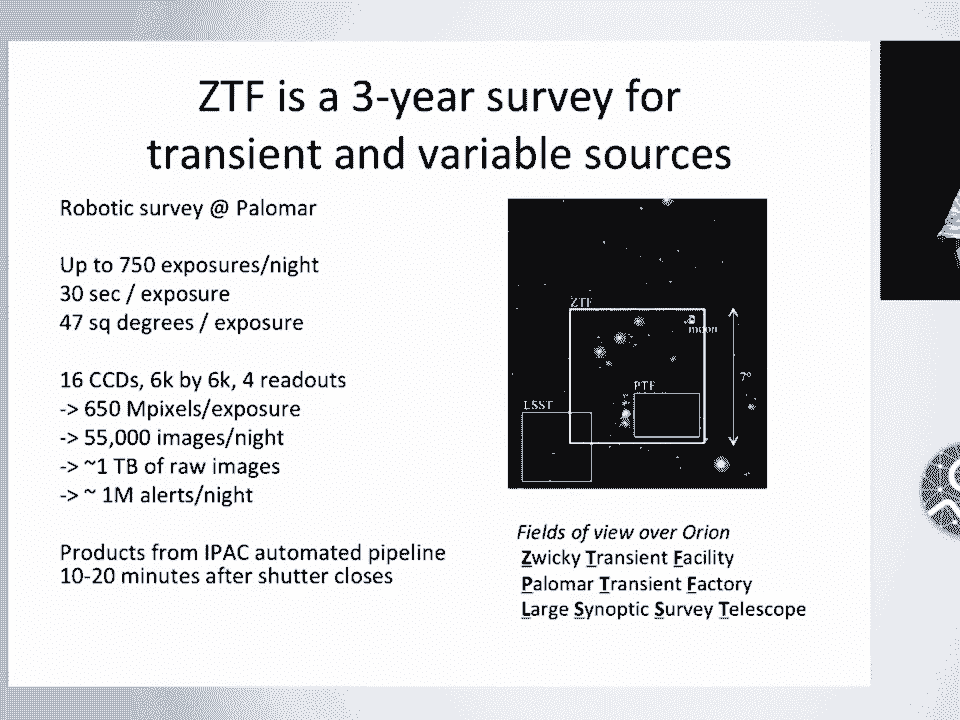 ZTF is a 3-year survey for
transient and variable sources
Robotic survey @ Palomar
Up to 750 exposures/night
30 sec / exposure
47 sq degrees / exposure
16 CCDs, 6k by 6k, 4 readouts
-> 650 Mpixels/exposure
-> 55,000 images/night
-> ~1 TB of raw images
-> ~ 1M alerts/night
Products from IPAC automated pipeline
10-20 minutes after shutter closes
ZTF
moon
7°
PTF
LSST
Fields of view over Orion
Zwicky Transient Facility
Palomar Transient Factory
Large Synoptic Survey Telescope